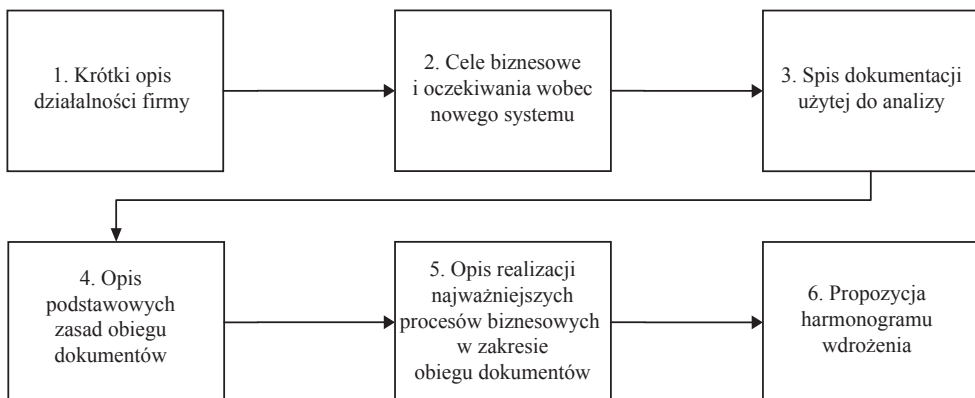 1. Krótki opis
działalności firmy
2. Cele biznesowe
i oczekiwania wobec
nowego systemu
3. Spis dokumentacji
użytej do analizy
4. Opis
podstawowych
zasad obiegu
dokumentów
5. Opis realizacji
najważniejszych
procesów biznesowych
w zakresie
obiegu dokumentów
6. Propozycja
harmonogramu
wdrożenia